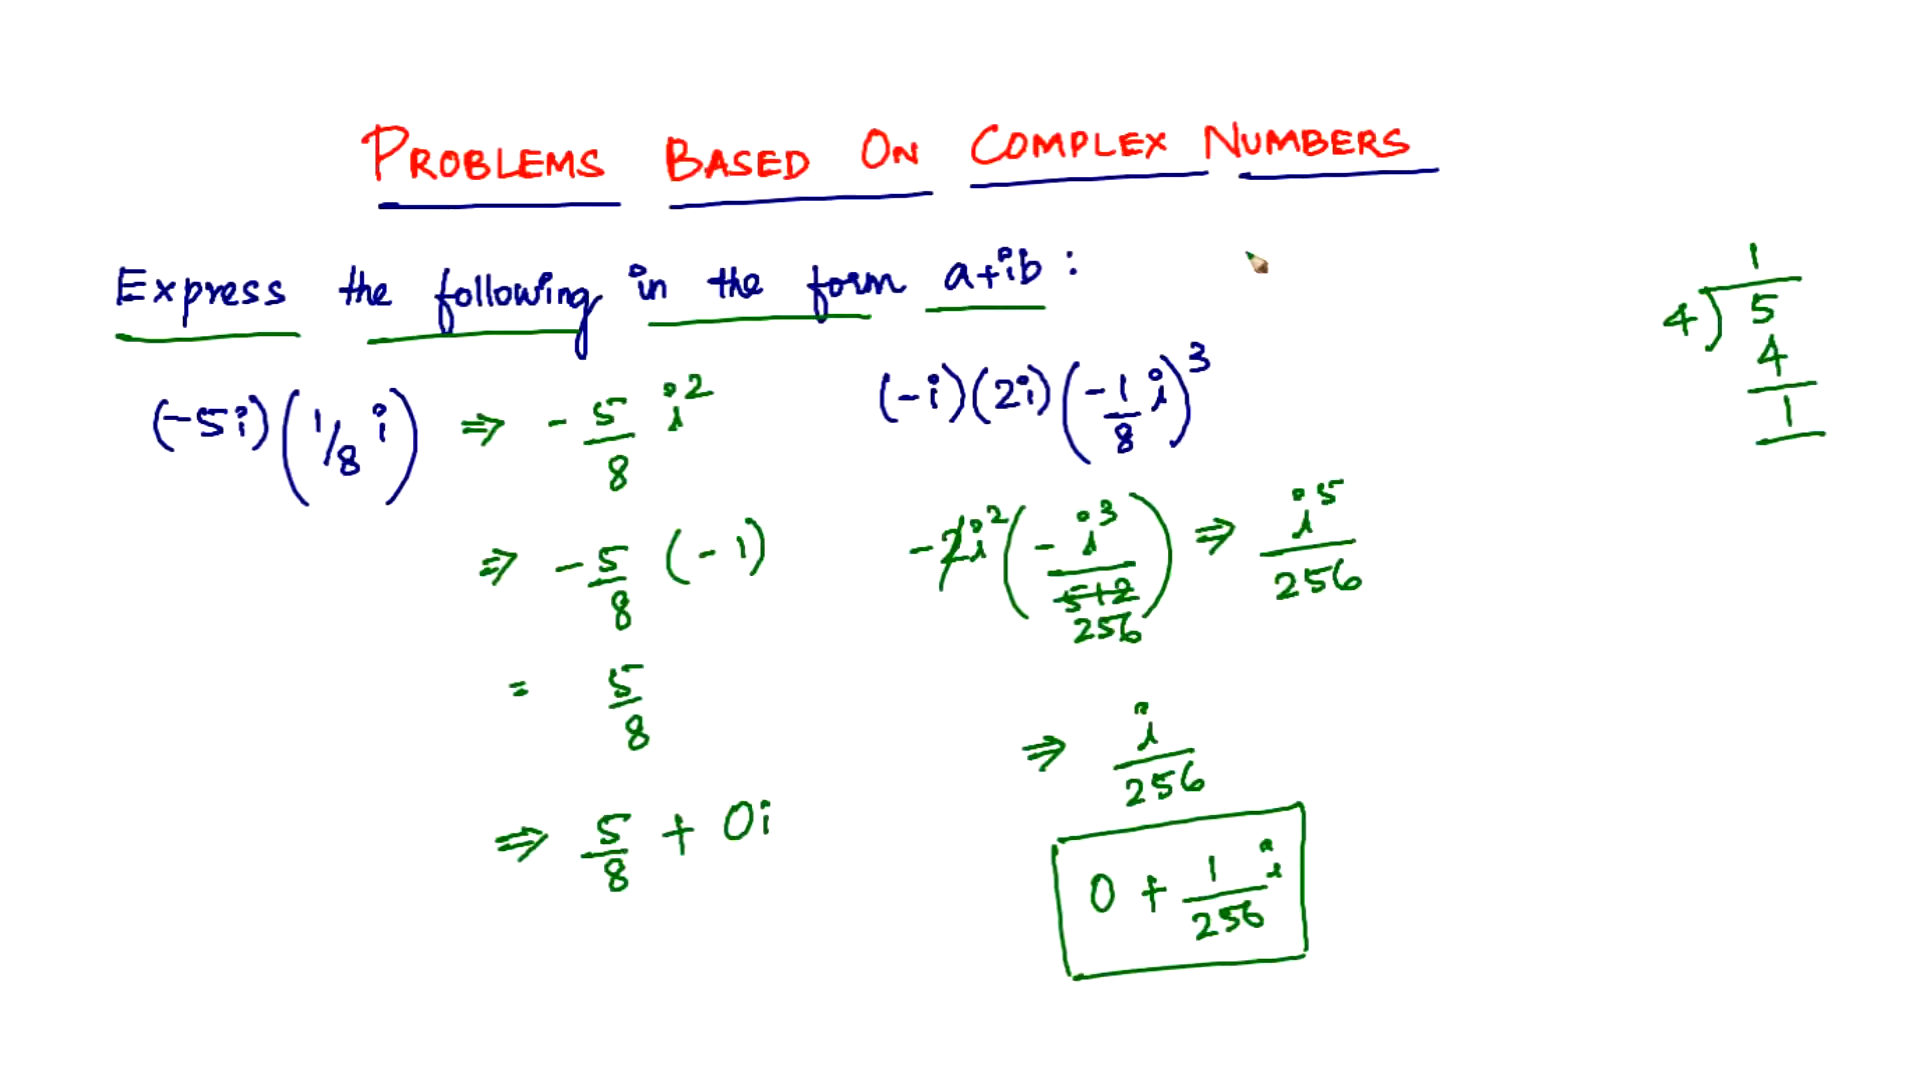 PROBLEMS BASED ON COMPLEX NUMBERS
Express the following in the form a+ib :
(-5i)(1/8 i) ⇒ -5/8 i²
⇒ -5/8 (-1)
= 5/8
⇒ 5/8 + 0i
(-i)(2i)(-1/8 i)³
-2i²(-i³/512 256) ⇒ i⁵/256
⇒ i/256
0 + 1/256 i
1
4)5
4
1